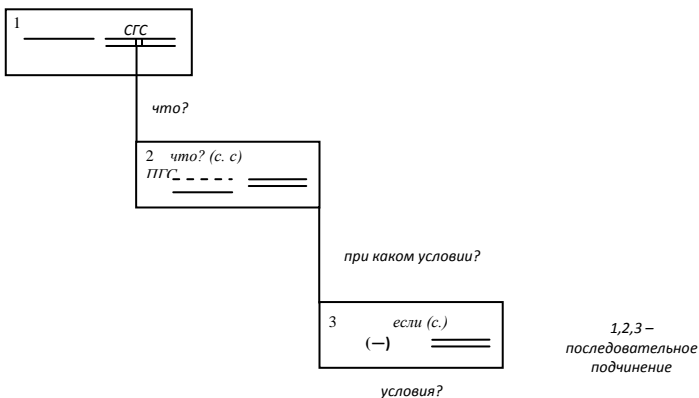 1
СГС
что?
2 что? (с. с)
ПГС
при каком условии?
3 если (с.)
(—)
1,2,3 –
последовательное
подчинение
условия?